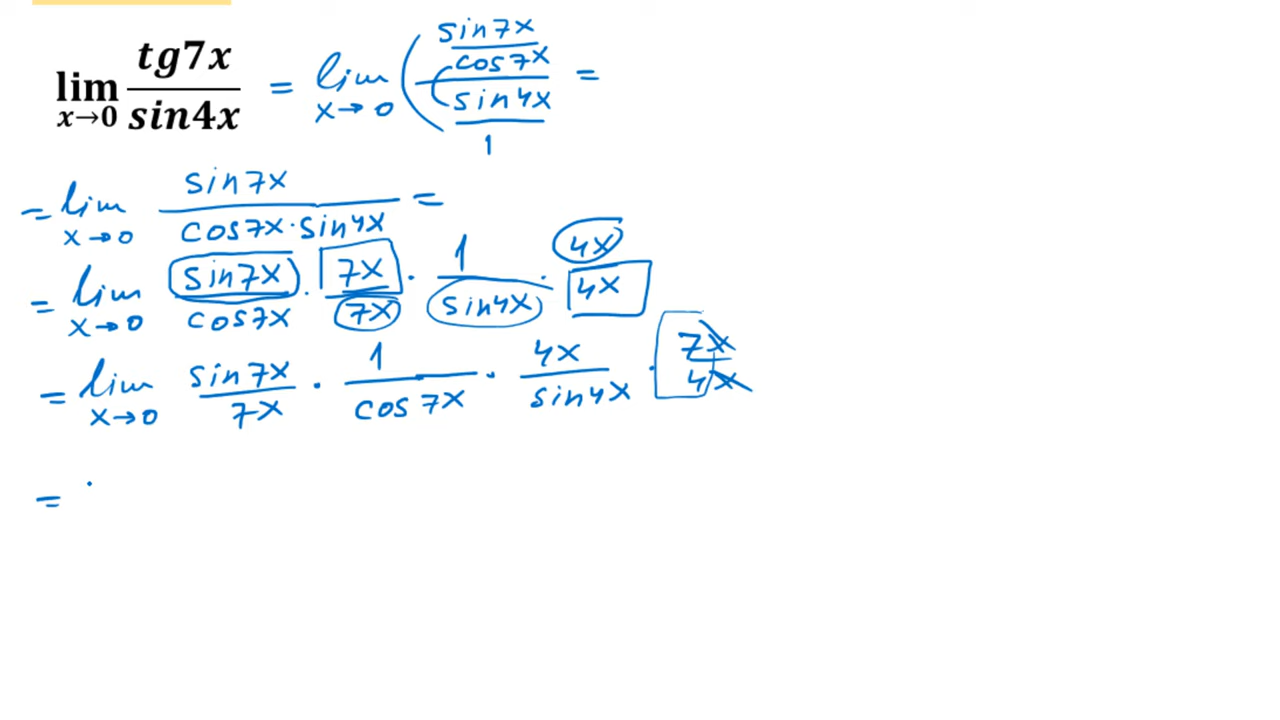 lim x→0 tg7x / sin4x = lim x→0 ( sin7x / cos7x / sin4x / 1 =
= lim x→0 sin7x / cos7x · sin4x =
= lim x→0 sin7x / cos7x · 7x / 7x · 1 / sin4x · 4x / 4x
= lim x→0 sin7x / 7x · 1 / cos7x · 4x / sin4x · 7x / 4x
=